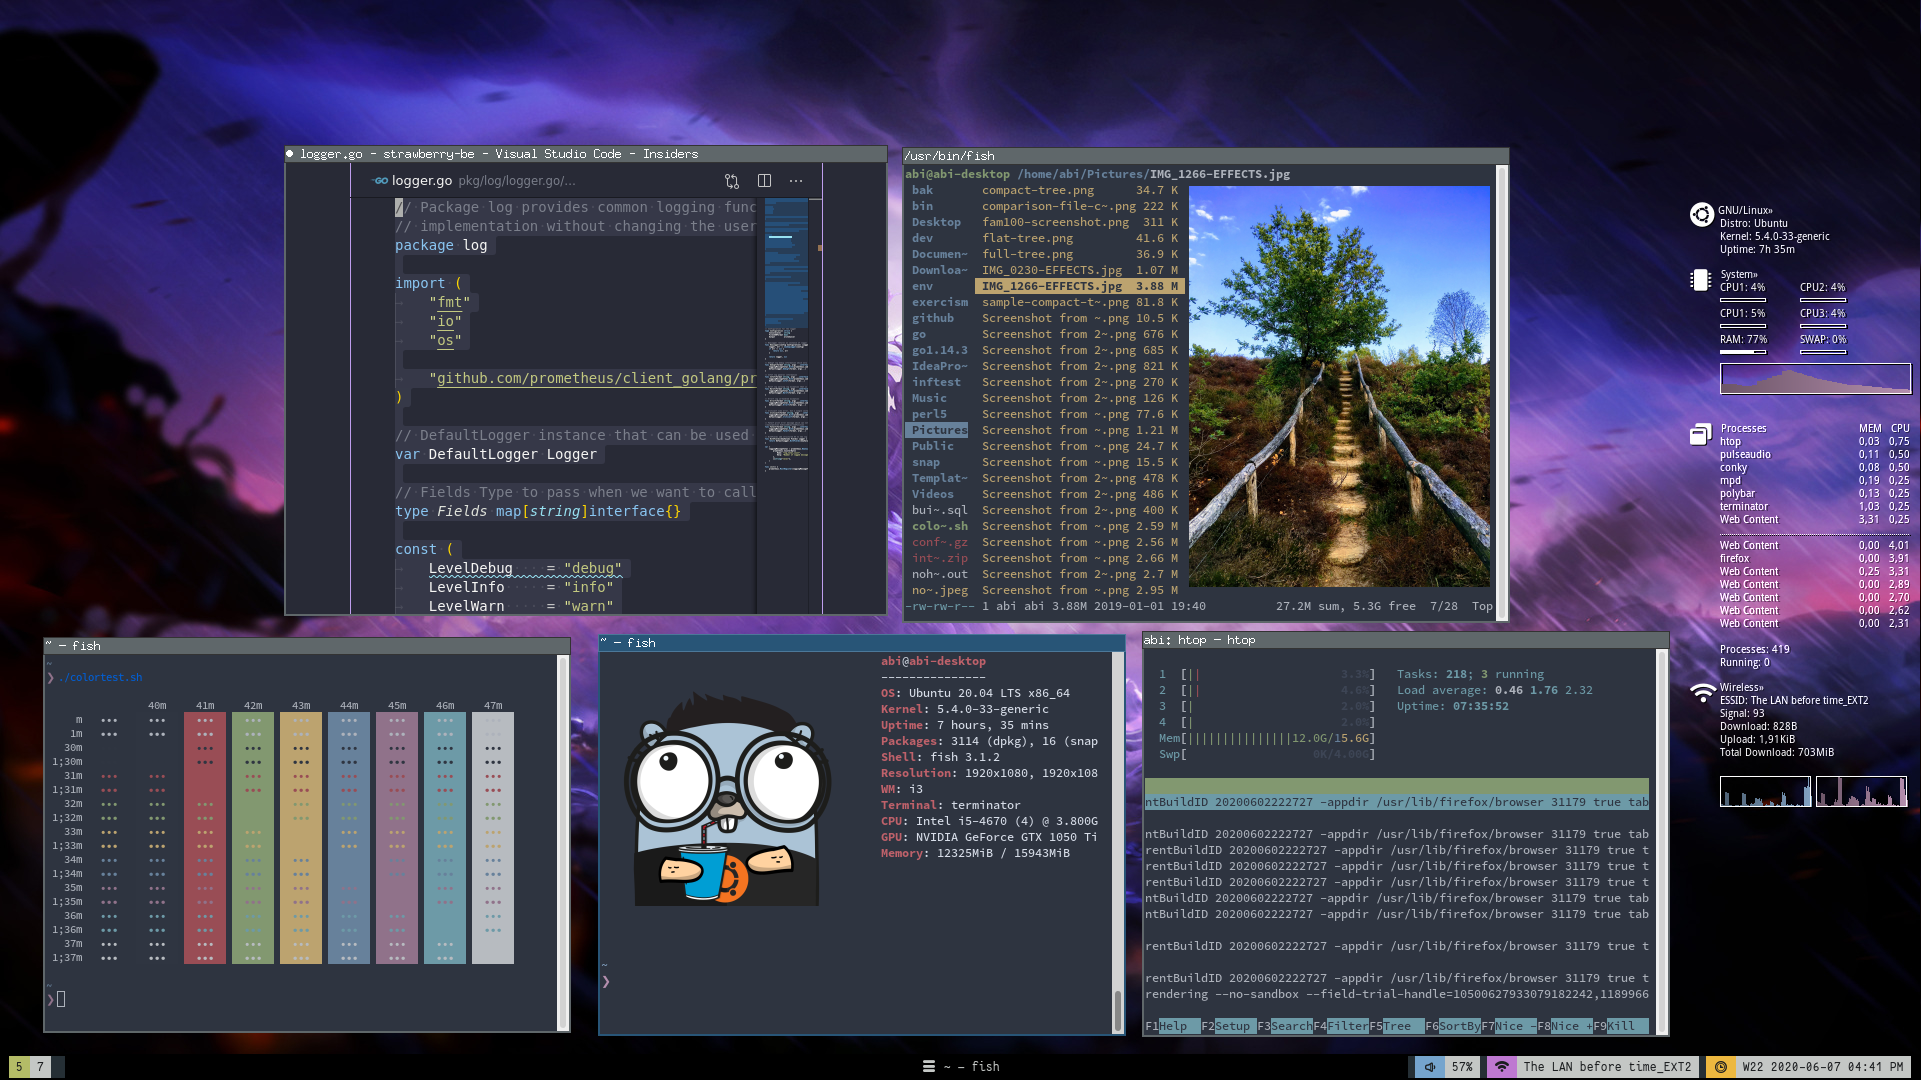 ● logger.go - strawberry-be - Visual Studio Code - Insiders
GO logger.go pkg/log/logger.go/...
// Package log provides common logging func
// implementation without changing the user
package log
import (
"fmt"
"io"
"os"
"github.com/prometheus/client_golang/pr
)
// DefaultLogger instance that can be used
var DefaultLogger Logger
// Fields Type to pass when we want to call
type Fields map[string]interface{}
const (
LevelDebug = "debug"
LevelInfo = "info"
LevelWarn = "warn"
/usr/bin/fish
abi@abi-desktop /home/abi/Pictures/IMG_1266-EFFECTS.jpg
bak compact-tree.png 34.7 K
bin comparison-file-c~.png 222 K
Desktop fam100-screenshot.png 311 K
dev flat-tree.png 41.6 K
Documen~ full-tree.png 36.9 K
Downloa~ IMG_0230-EFFECTS.jpg 1.07 M
env IMG_1266-EFFECTS.jpg 3.88 M
exercism sample-compact-t~.png 81.8 K
github Screenshot from ~.png 10.5 K
go Screenshot from 2~.png 676 K
go1.14.3 Screenshot from 2~.png 685 K
IdeaPro~ Screenshot from 2~.png 821 K
inftest Screenshot from 2~.png 270 K
Music Screenshot from 2~.png 126 K
perl5 Screenshot from ~.png 77.6 K
Pictures Screenshot from ~.png 1.21 M
Public Screenshot from ~.png 24.7 K
snap Screenshot from ~.png 15.5 K
Templat~ Screenshot from 2~.png 478 K
Videos Screenshot from 2~.png 486 K
bui~.sql Screenshot from 2~.png 400 K
colo~.sh Screenshot from ~.png 2.59 M
conf~.gz Screenshot from ~.png 2.56 M
int~.zip Screenshot from ~.png 2.66 M
noh~.out Screenshot from 2~.png 2.7 M
no~.jpeg Screenshot from ~.png 2.95 M
-rw-rw-r-- 1 abi abi 3.88M 2019-01-01 19:40 27.2M sum, 5.3G free 7/28 Top
GNU/Linux»
Distro: Ubuntu
Kernel: 5.4.0-33-generic
Uptime: 7h 35m
System»
CPU1: 4% CPU2: 4%
CPU1: 5% CPU3: 4%
RAM: 77% SWAP: 0%
Processes MEM CPU
htop 0,03 0,75
pulseaudio 0,11 0,50
conky 0,08 0,50
mpd 0,19 0,25
polybar 0,13 0,25
terminator 1,03 0,25
Web Content 3,31 0,25
Web Content 0,00 4,01
firefox 0,00 3,91
Web Content 0,25 3,31
Web Content 0,00 2,89
Web Content 0,00 2,70
Web Content 0,00 2,62
Web Content 0,00 2,31
Processes: 419
Running: 0
Wireless»
ESSID: The LAN before time_EXT2
Signal: 93
Download: 828B
Upload: 1,91KiB
Total Download: 703MiB
~ - fish
~
❯ ./colortest.sh
40m 41m 42m 43m 44m 45m 46m 47m
m
1m
30m
1;30m
31m
1;31m
32m
1;32m
33m
1;33m
34m
1;34m
35m
1;35m
36m
1;36m
37m
1;37m
~
❯
~ - fish
abi@abi-desktop
---------------
OS: Ubuntu 20.04 LTS x86_64
Kernel: 5.4.0-33-generic
Uptime: 7 hours, 35 mins
Packages: 3114 (dpkg), 16 (snap
Shell: fish 3.1.2
Resolution: 1920x1080, 1920x108
WM: i3
Terminal: terminator
CPU: Intel i5-4670 (4) @ 3.800G
GPU: NVIDIA GeForce GTX 1050 Ti
Memory: 12325MiB / 15943MiB
~
❯
abi: htop - htop
1 [|| 3.3%] Tasks: 218; 3 running
2 [|| 4.6%] Load average: 0.46 1.76 2.32
3 [| 2.0%] Uptime: 07:35:52
4 [| 2.0%]
Mem[|||||||||||||||12.0G/15.6G]
Swp[ 0K/4.00G]
ntBuildID 20200602222727 -appdir /usr/lib/firefox/browser 31179 true tab
ntBuildID 20200602222727 -appdir /usr/lib/firefox/browser 31179 true tab
rentBuildID 20200602222727 -appdir /usr/lib/firefox/browser 31179 true t
rentBuildID 20200602222727 -appdir /usr/lib/firefox/browser 31179 true t
rentBuildID 20200602222727 -appdir /usr/lib/firefox/browser 31179 true t
ntBuildID 20200602222727 -appdir /usr/lib/firefox/browser 31179 true tab
ntBuildID 20200602222727 -appdir /usr/lib/firefox/browser 31179 true tab
rentBuildID 20200602222727 -appdir /usr/lib/firefox/browser 31179 true t
rentBuildID 20200602222727 -appdir /usr/lib/firefox/browser 31179 true t
rendering --no-sandbox --field-trial-handle=10500627933079182242,1189966
F1Help F2Setup F3SearchF4FilterF5Tree F6SortByF7Nice -F8Nice +F9Kill
5 7 ~ - fish 57% The LAN before time_EXT2 W22 2020-06-07 04:41 PM